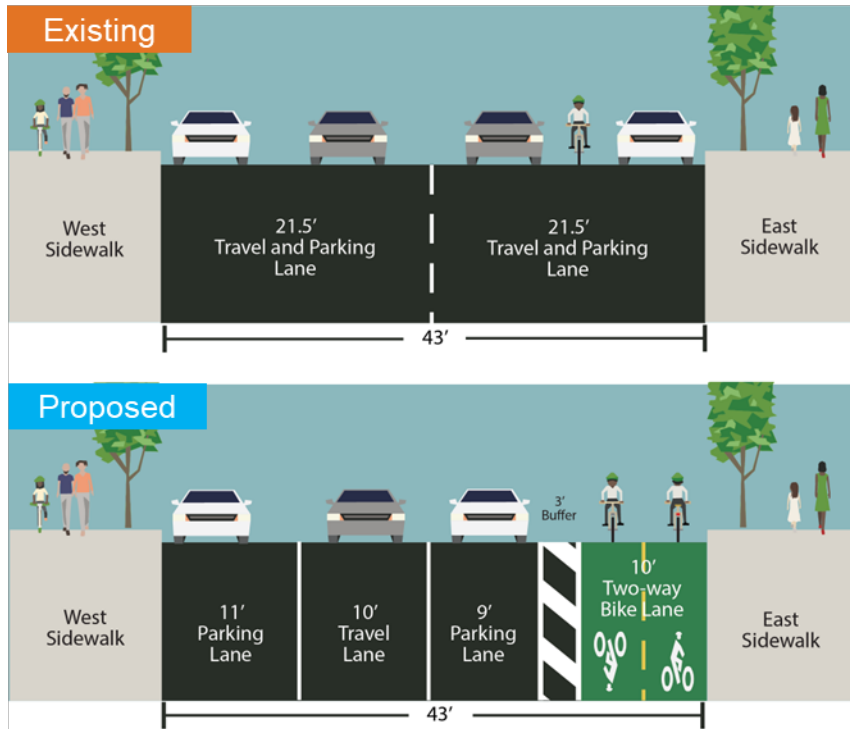 Existing
West
Sidewalk
21.5’
Travel and Parking
Lane
21.5’
Travel and Parking
Lane
East
Sidewalk
43’
Proposed
3’
Buffer
West
Sidewalk
11’
Parking
Lane
10’
Travel
Lane
9’
Parking
Lane
10’
Two-way
Bike Lane
East
Sidewalk
43’